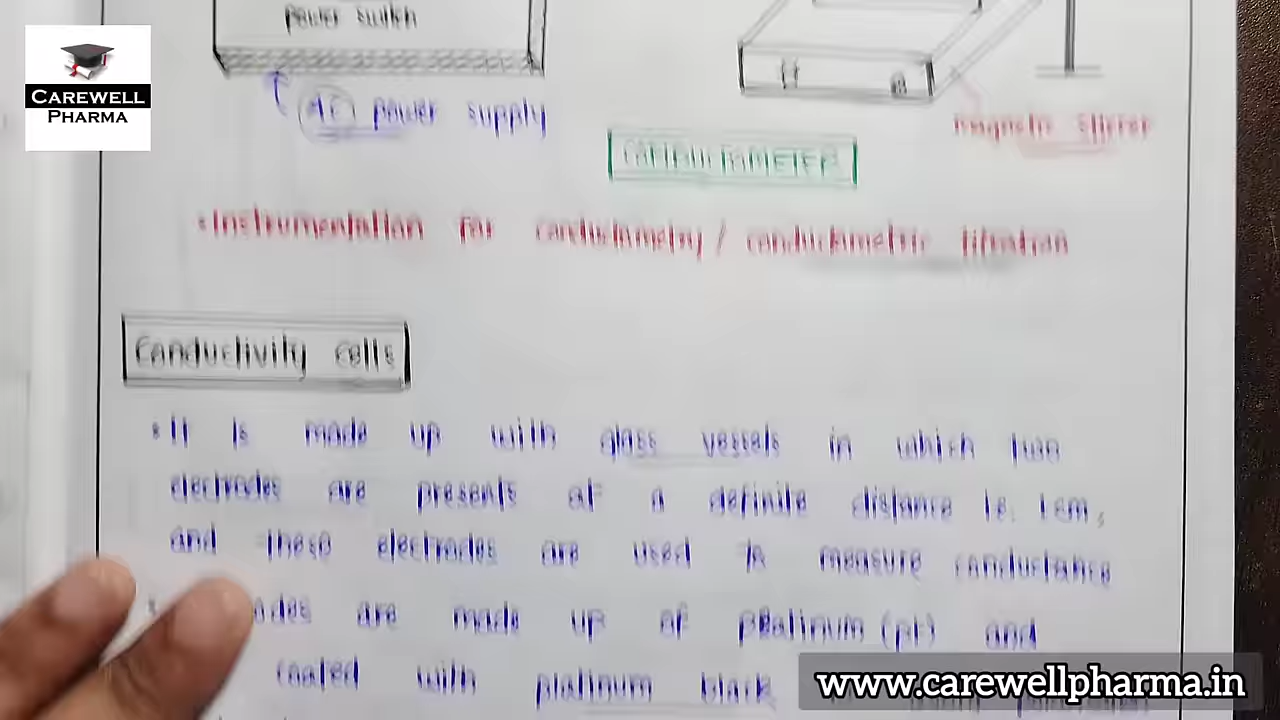 power switch
CAREWELL
PHARMA
AC power supply
magnetic stirrer
CONDUCTOMETER
Instrumentation for conductometry / conductometric titration
Conductivity cells
It is made up with glass vessels in which two
electrodes are presents at a definite distance ie. 1cm,
and these electrodes are used to measure conductance
odes are made up of platinum (pt) and
coated with platinum black
www.carewellpharma.in